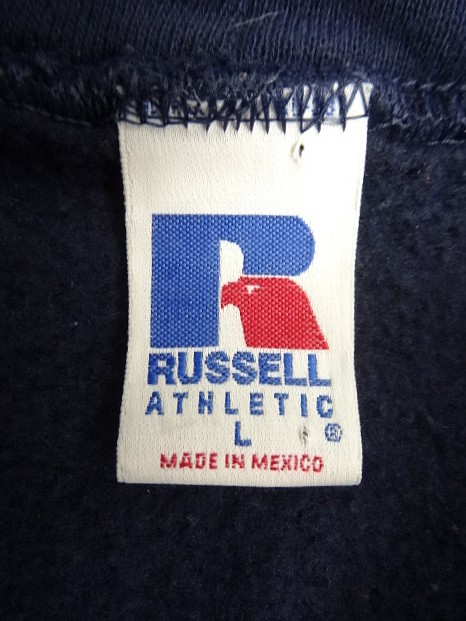 R
RUSSELL
ATHLETIC
L ®
MADE IN MEXICO